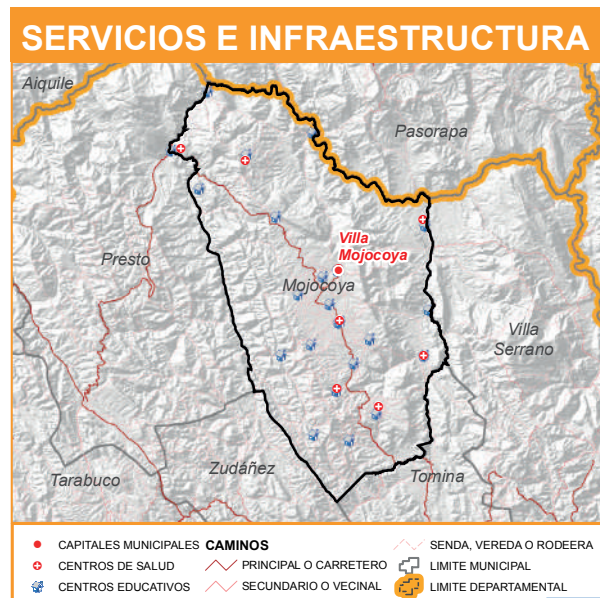 SERVICIOS E INFRAESTRUCTURA
Aiquile
Pasorapa
Villa
Mojocoya
Presto
Mojocoya
Villa
Serrano
Tarabuco
Zudáñez
Tomina
CAPITALES MUNICIPALES
CENTROS DE SALUD
CENTROS EDUCATIVOS
CAMINOS
PRINCIPAL O CARRETERO
SECUNDARIO O VECINAL
SENDA, VEREDA O RODEERA
LIMITE MUNICIPAL
LIMITE DEPARTAMENTAL